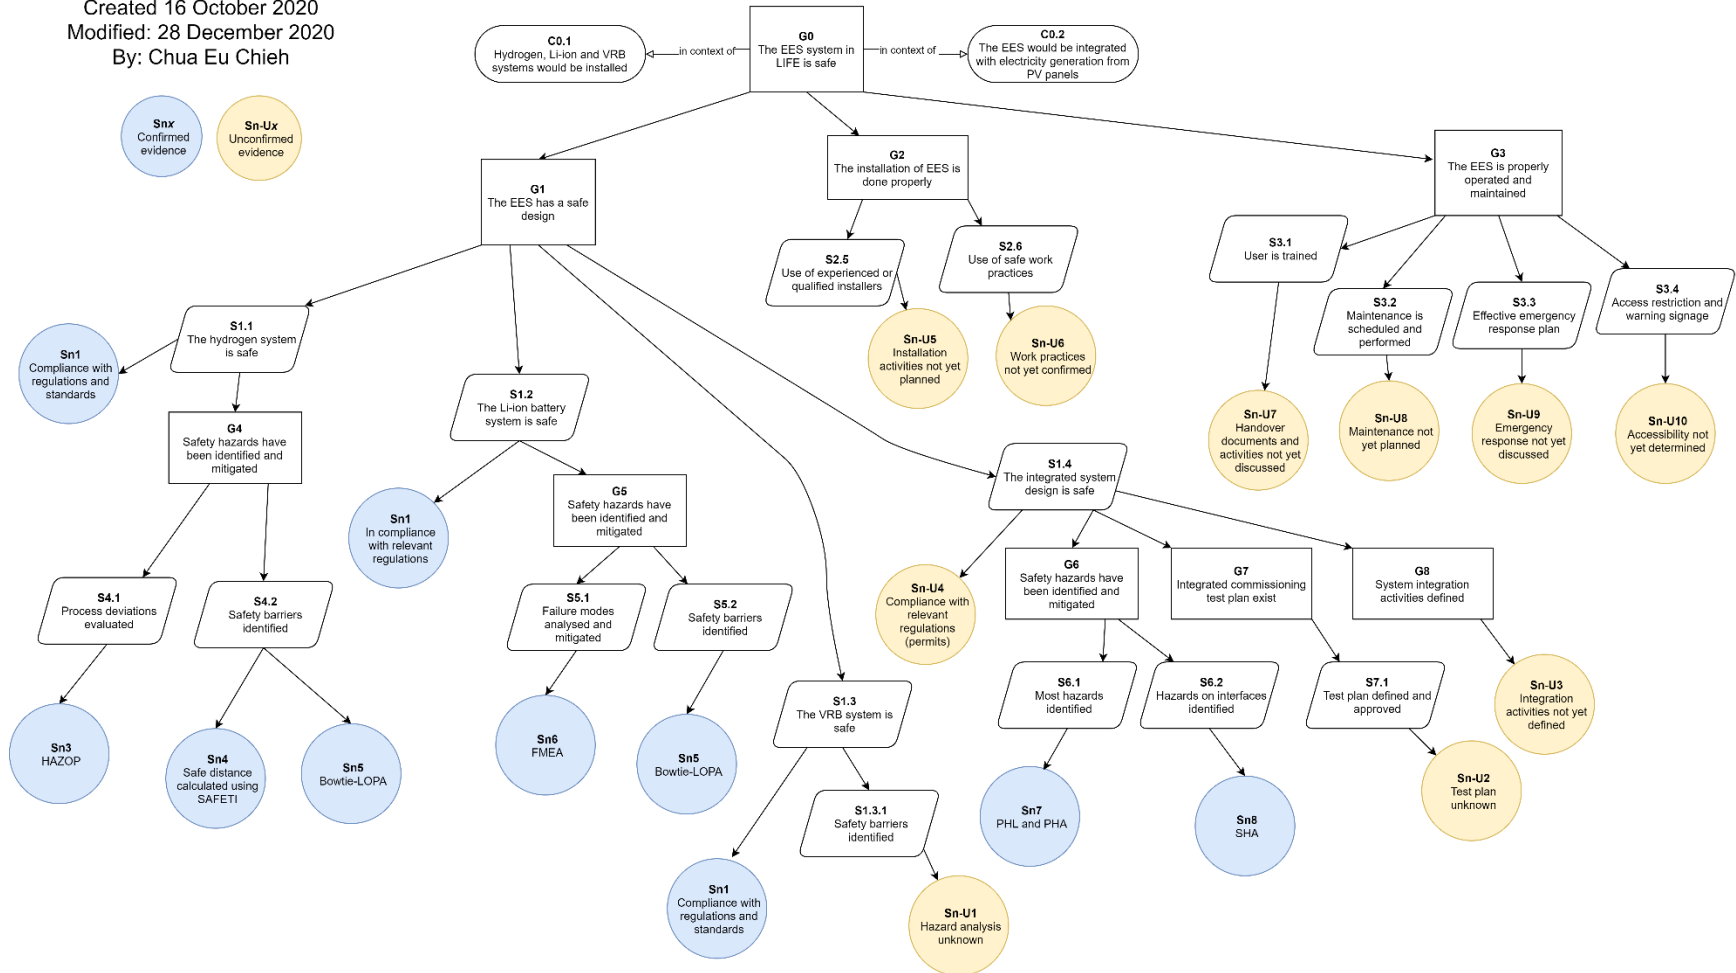 Created 16 October 2020
Modified: 28 December 2020
By: Chua Eu Chieh
Snx
Confirmed
evidence
Sn-Ux
Unconfirmed
evidence
C0.1
Hydrogen, Li-ion and VRB
systems would be installed
in context of
G0
The EES system in
LIFE is safe
in context of
C0.2
The EES would be integrated
with electricity generation from
PV panels
G1
The EES has a safe
design
G2
The installation of EES is
done properly
G3
The EES is properly
operated and
maintained
S2.5
Use of experienced or
qualified installers
S2.6
Use of safe work
practices
S3.1
User is trained
S3.2
Maintenance is
scheduled and
performed
S3.3
Effective emergency
response plan
S3.4
Access restriction and
warning signage
Sn-U5
Installation
activities not yet
planned
Sn-U6
Work practices
not yet confirmed
Sn-U7
Handover
documents and
activities not yet
discussed
Sn-U8
Maintenance not
yet planned
Sn-U9
Emergency
response not yet
discussed
Sn-U10
Accessibility not
yet determined
S1.1
The hydrogen system
is safe
Sn1
Compliance with
regulations and
standards
G4
Safety hazards have
been identified and
mitigated
S1.2
The Li-ion battery
system is safe
Sn1
In compliance
with relevant
regulations
G5
Safety hazards have
been identified and
mitigated
S1.4
The integrated system
design is safe
Sn-U4
Compliance with
relevant
regulations
(permits)
G6
Safety hazards have
been identified and
mitigated
G7
Integrated commissioning
test plan exist
G8
System integration
activities defined
S4.1
Process deviations
evaluated
S4.2
Safety barriers
identified
S5.1
Failure modes
analysed and
mitigated
S5.2
Safety barriers
identified
S6.1
Most hazards
identified
S6.2
Hazards on interfaces
identified
S7.1
Test plan defined and
approved
Sn-U3
Integration
activities not yet
defined
Sn3
HAZOP
Sn4
Safe distance
calculated using
SAFETI
Sn5
Bowtie-LOPA
Sn6
FMEA
Sn5
Bowtie-LOPA
S1.3
The VRB system is
safe
Sn-U2
Test plan
unknown
S1.3.1
Safety barriers
identified
Sn7
PHL and PHA
Sn8
SHA
Sn1
Compliance with
regulations and
standards
Sn-U1
Hazard analysis
unknown